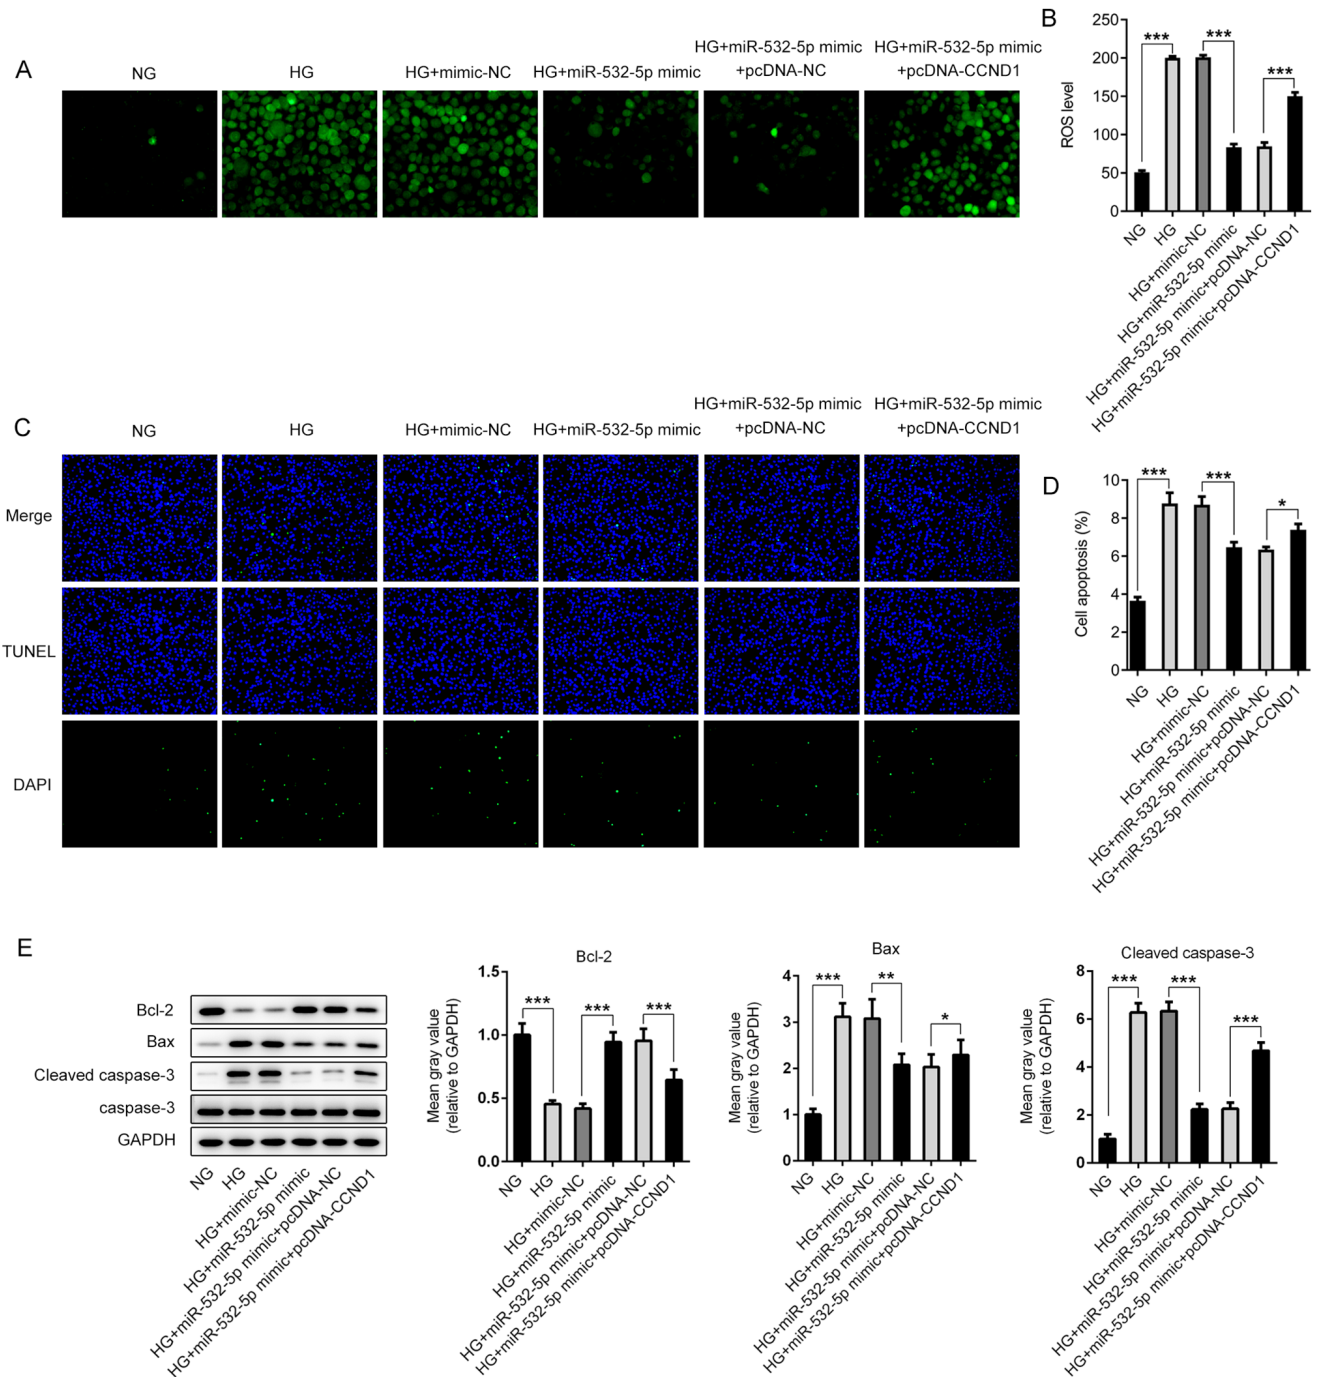 A
NG
HG
HG+mimic-NC
HG+miR-532-5p mimic
HG+miR-532-5p mimic
+pcDNA-NC
HG+miR-532-5p mimic
+pcDNA-CCND1
B
ROS level
250
200
150
100
50
0
***
***
***
NG
HG
HG+mimic-NC
HG+miR-532-5p mimic
HG+miR-532-5p mimic+pcDNA-NC
HG+miR-532-5p mimic+pcDNA-CCND1
C
NG
HG
HG+mimic-NC
HG+miR-532-5p mimic
HG+miR-532-5p mimic
+pcDNA-NC
HG+miR-532-5p mimic
+pcDNA-CCND1
Merge
TUNEL
DAPI
D
Cell apoptosis (%)
10
8
6
4
2
0
***
***
*
NG
HG
HG+mimic-NC
HG+miR-532-5p mimic
HG+miR-532-5p mimic+pcDNA-NC
HG+miR-532-5p mimic+pcDNA-CCND1
E
Bcl-2
Bax
Cleaved caspase-3
caspase-3
GAPDH
NG
HG
HG+mimic-NC
HG+miR-532-5p mimic
HG+miR-532-5p mimic+pcDNA-NC
HG+miR-532-5p mimic+pcDNA-CCND1
Bcl-2
Mean gray value
(relative to GAPDH)
1.5
1.0
0.5
0.0
***
***
***
NG
HG
HG+mimic-NC
HG+miR-532-5p mimic
HG+miR-532-5p mimic+pcDNA-NC
HG+miR-532-5p mimic+pcDNA-CCND1
Bax
Mean gray value
(relative to GAPDH)
4
3
2
1
0
***
**
*
NG
HG
HG+mimic-NC
HG+miR-532-5p mimic
HG+miR-532-5p mimic+pcDNA-NC
HG+miR-532-5p mimic+pcDNA-CCND1
Cleaved caspase-3
Mean gray value
(relative to GAPDH)
8
6
4
2
0
***
***
***
NG
HG
HG+mimic-NC
HG+miR-532-5p mimic
HG+miR-532-5p mimic+pcDNA-NC
HG+miR-532-5p mimic+pcDNA-CCND1